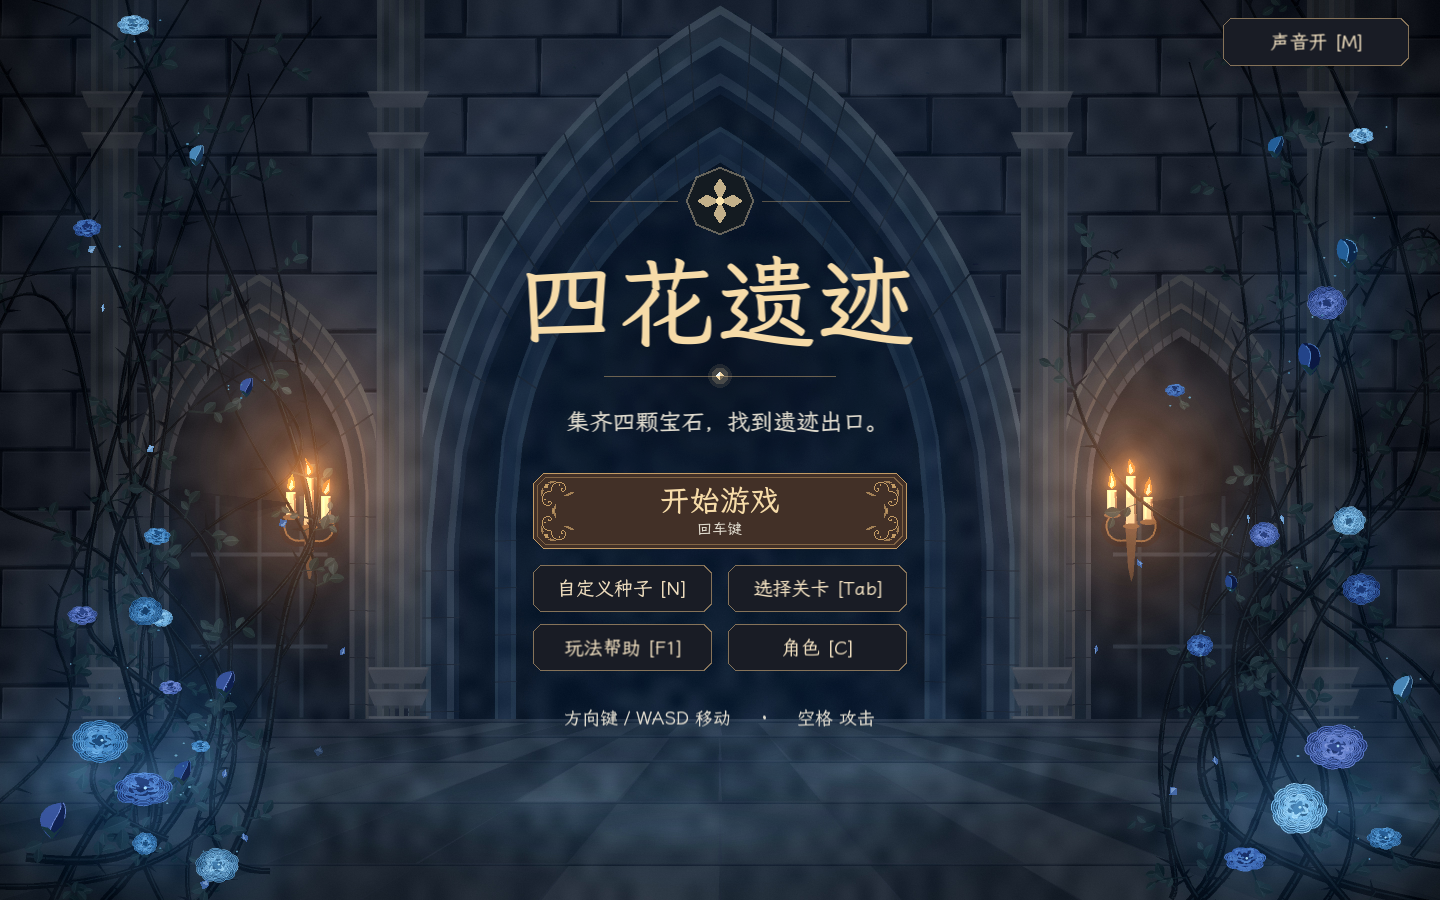 声音开 [M]
四花遗迹
集齐四颗宝石，找到遗迹出口。
开始游戏
回车键
自定义种子 [N]
选择关卡 [Tab]
玩法帮助 [F1]
角色 [C]
方向键 / WASD 移动 • 空格 攻击